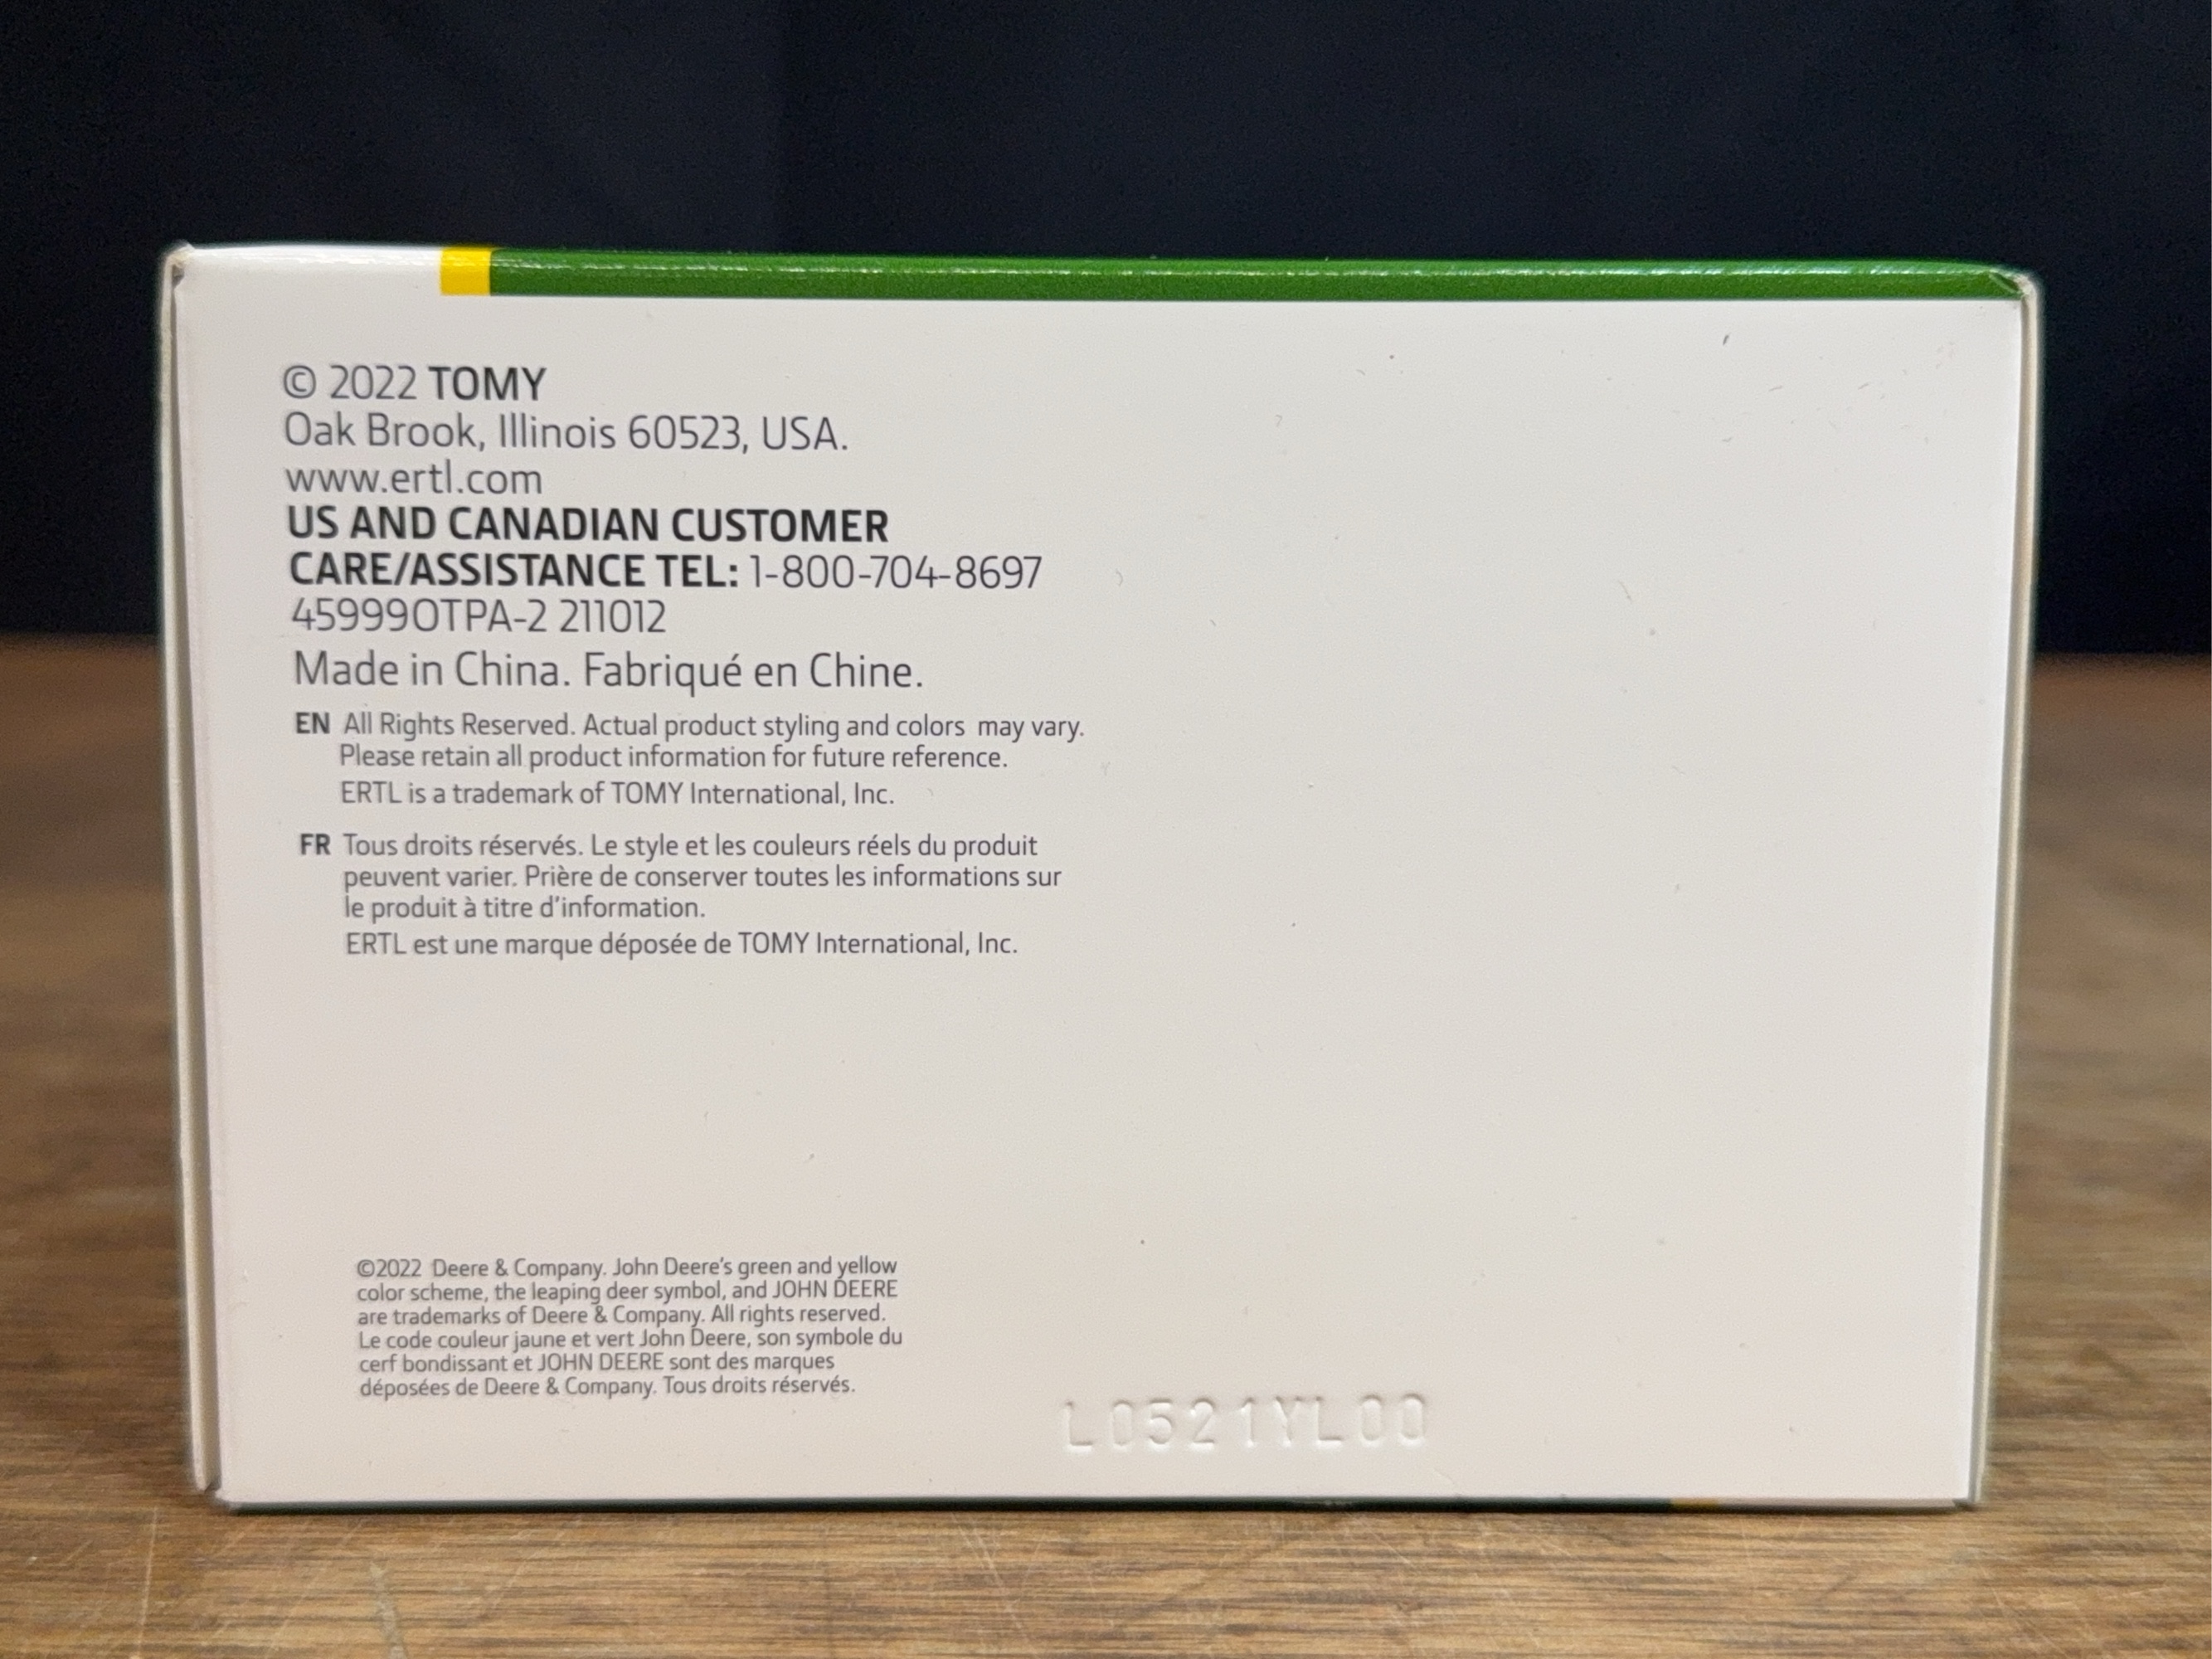 © 2022 TOMY
Oak Brook, Illinois 60523, USA.
www.ertl.com
US AND CANADIAN CUSTOMER
CARE/ASSISTANCE TEL: 1-800-704-8697
45999OTPA-2 211012
Made in China. Fabriqué en Chine.
EN All Rights Reserved. Actual product styling and colors may vary.
Please retain all product information for future reference.
ERTL is a trademark of TOMY International, Inc.
FR Tous droits réservés. Le style et les couleurs réels du produit
peuvent varier. Prière de conserver toutes les informations sur
le produit à titre d'information.
ERTL est une marque déposée de TOMY International, Inc.
©2022 Deere & Company. John Deere's green and yellow
color scheme, the leaping deer symbol, and JOHN DEERE
are trademarks of Deere & Company. All rights reserved.
Le code couleur jaune et vert John Deere, son symbole du
cerf bondissant et JOHN DEERE sont des marques
déposées de Deere & Company. Tous droits réservés.
L0521YL00